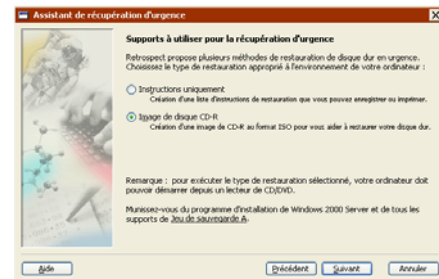 Assistant de récupération d'urgence
Supports à utiliser pour la récupération d'urgence
Retrospect propose plusieurs méthodes de restauration de disque dur en urgence.
Choisissez le type de restauration approprié à l'environnement de votre ordinateur :
Instructions uniquement
Création d'une liste d'instructions de restauration que vous pouvez enregistrer ou imprimer.
Image de disque CD-R
Création d'une image de CD-R au format ISO pour vous aider à restaurer votre disque dur.
Remarque : pour exécuter le type de restauration sélectionné, votre ordinateur doit
pouvoir démarrer depuis un lecteur de CD/DVD.
Munissez-vous du programme d'installation de Windows 2000 Server et de tous les
supports de Jeu de sauvegarde A.
Aide
Précédent
Suivant
Annuler